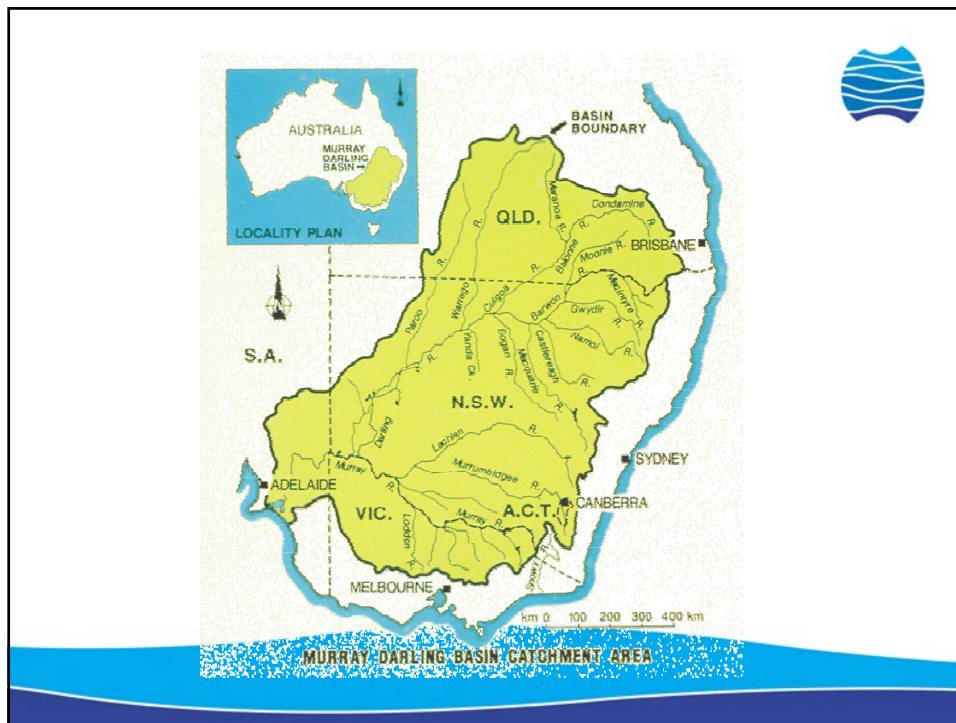 AUSTRALIA
MURRAY
DARLING
BASIN
LOCALITY PLAN
BASIN
BOUNDARY
QLD.
Maranoa R.
Condamine R.
BRISBANE
Balonne R.
Moonie R.
Paroo R.
Warrego R.
Culgoa R.
Barwon R.
Macintyre R.
Gwydir R.
Namoi R.
S.A.
Yanda Ck.
Bogan R.
Macquarie R.
Castlereagh R.
N.S.W.
Darling R.
Lachlan R.
SYDNEY
Murray R.
Murrumbidgee R.
ADELAIDE
CANBERRA
VIC.
A.C.T.
Loddon R.
Murray R.
Snowy R.
MELBOURNE
km 0 100 200 300 400 km
MURRAY DARLING BASIN CATCHMENT AREA